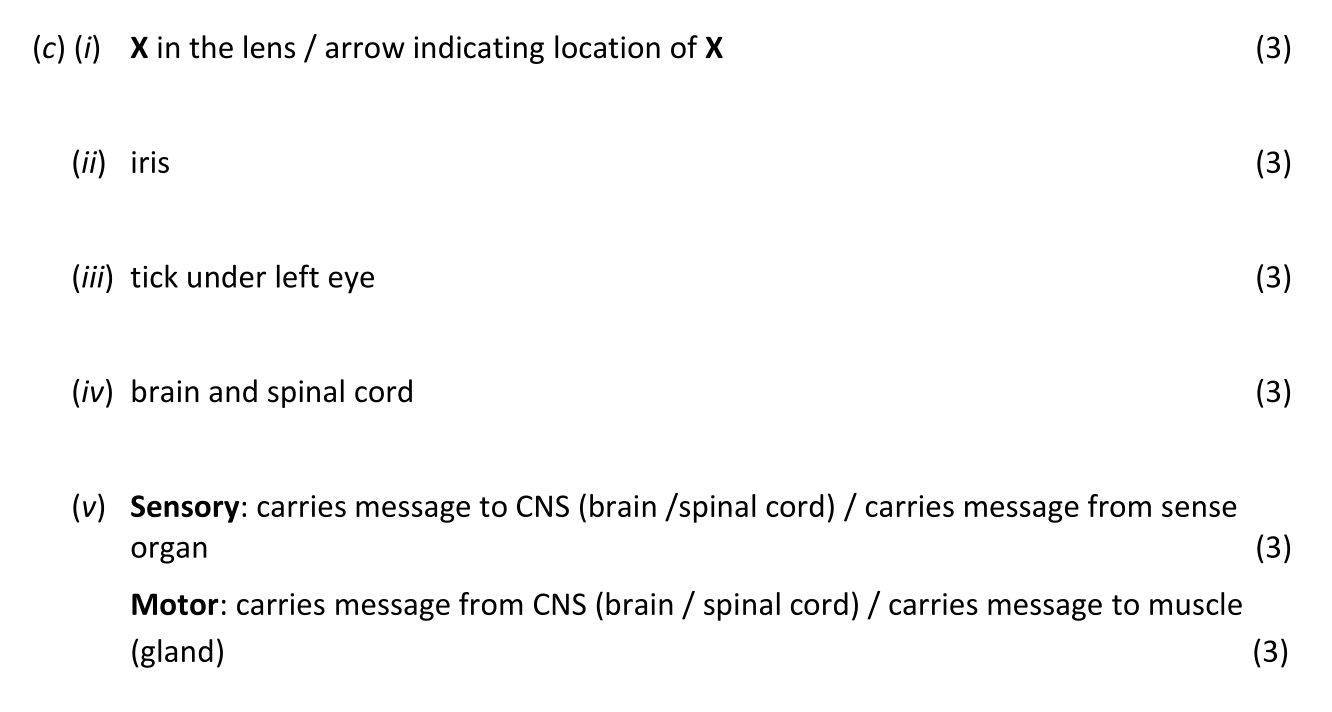 (c) (i) X in the lens / arrow indicating location of X (3)
(ii) iris (3)
(iii) tick under left eye (3)
(iv) brain and spinal cord (3)
(v) Sensory: carries message to CNS (brain /spinal cord) / carries message from sense
organ (3)
Motor: carries message from CNS (brain / spinal cord) / carries message to muscle
(gland) (3)